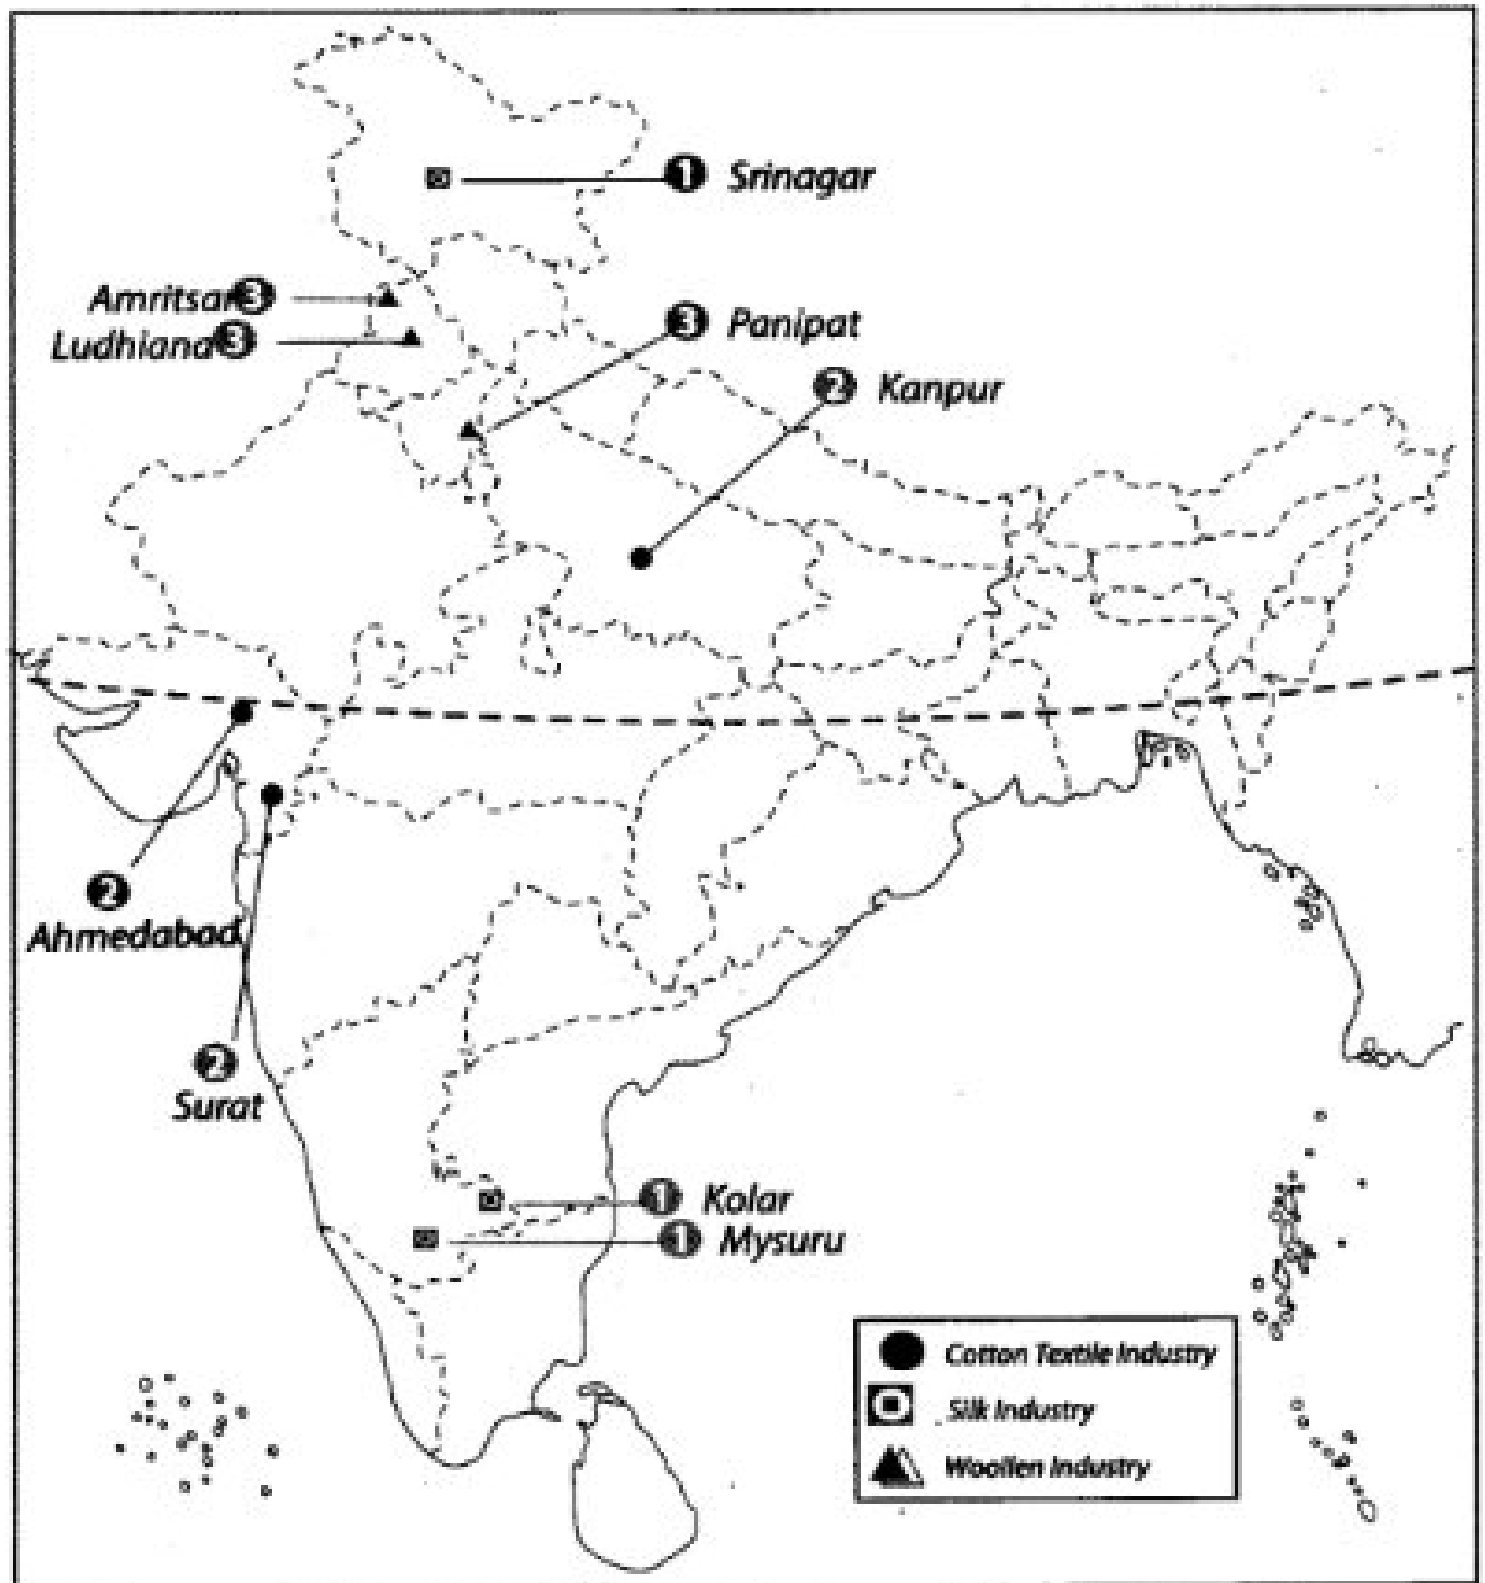 1 Srinagar
Amritsar 3
Ludhiana 3
3 Panipat
2 Kanpur
2
Ahmedabad
2
Surat
1 Kolar
1 Mysuru
Cotton Textile Industry
Silk Industry
Woollen Industry